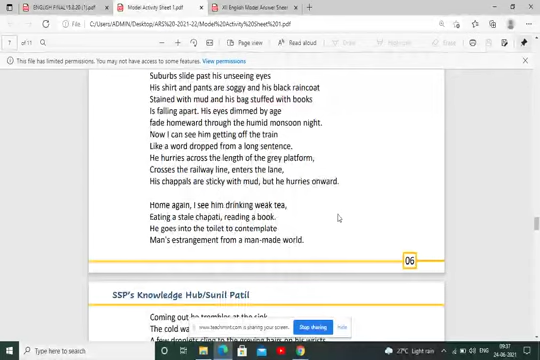 ENGLISH FINAL19.8.20 (1).pdf
Model Activity Sheet 1.pdf
XII English Model Answer Sheet
C:/Users/ADMIN/Desktop/ARS%202021-22/Model%20Activity%20Sheet%201.pdf
7 of 11
Page view
Read aloud
Draw
Highlight
Erase
This file has limited permissions. You may not have access to some features. View permissions
Suburbs slide past his unseeing eyes
His shirt and pants are soggy and his black raincoat
Stained with mud and his bag stuffed with books
Is falling apart. His eyes dimmed by age
fade homeward through the humid monsoon night.
Now I can see him getting off the train
Like a word dropped from a long sentence.
He hurries across the length of the grey platform,
Crosses the railway line, enters the lane,
His chappals are sticky with mud, but he hurries onward.
Home again, I see him drinking weak tea,
Eating a stale chapati, reading a book.
He goes into the toilet to contemplate
Man's estrangement from a man-made world.
06
SSP's Knowledge Hub/Sunil Patil
Coming out he trembles at the sink,
The cold wa
A few droplets cling to the greying hairs on his wrists.
www.teachmint.com is sharing your screen.
Stop sharing
Hide
Type here to search
27°C Light rain
ENG
09:37
24-06-2021